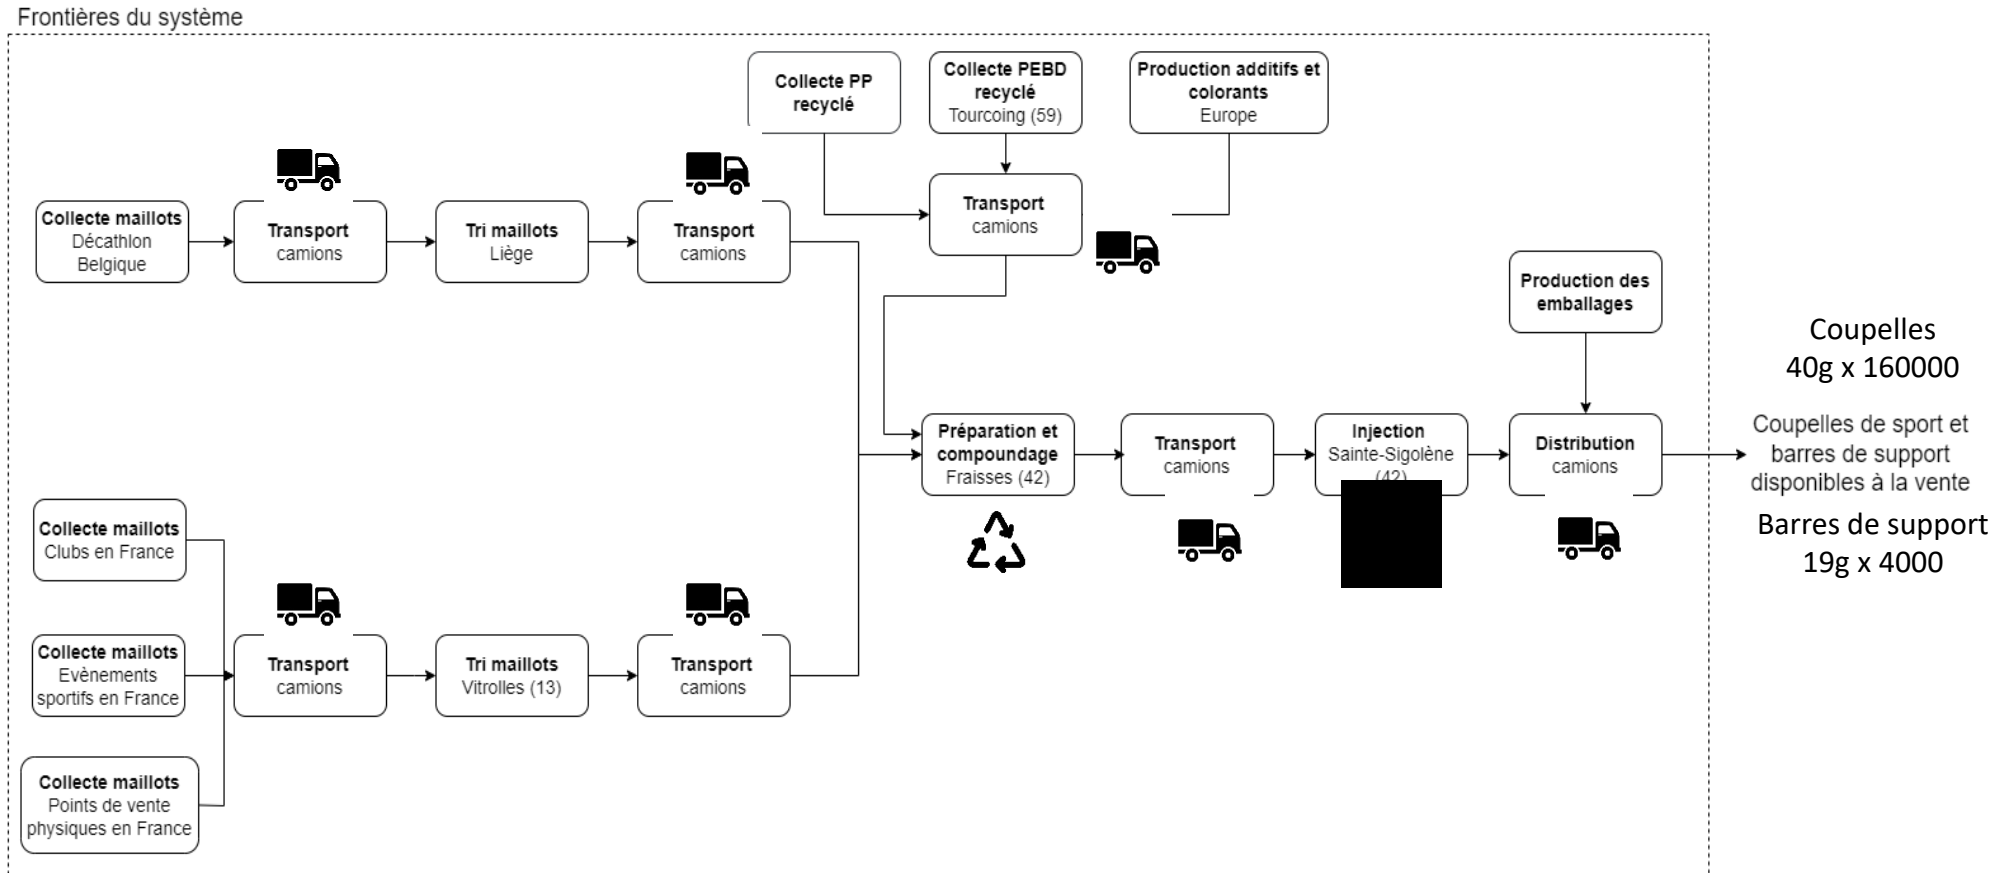 Frontières du système
Collecte PP
recyclé
Collecte PEBD
recyclé
Tourcoing (59)
Production additifs et
colorants
Europe
Collecte maillots
Décathlon
Belgique
Transport
camions
Tri maillots
Liège
Transport
camions
Transport
camions
Production des
emballages
Coupelles
40g x 160000
Préparation et
compoundage
Fraisses (42)
Transport
camions
Injection
Sainte-Sigolène
(42)
Distribution
camions
Coupelles de sport et
barres de support
disponibles à la vente
Barres de support
19g x 4000
Collecte maillots
Clubs en France
Collecte maillots
Evènements
sportifs en France
Collecte maillots
Points de vente
physiques en France
Transport
camions
Tri maillots
Vitrolles (13)
Transport
camions